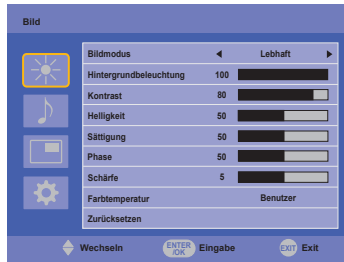 Bild
Bildmodus Lebhaft
Hintergrundbeleuchtung 100
Kontrast 80
Helligkeit 50
Sättigung 50
Phase 50
Schärfe 5
Farbtemperatur Benutzer
Zurücksetzen
Wechseln ENTER/OK Eingabe EXIT Exit